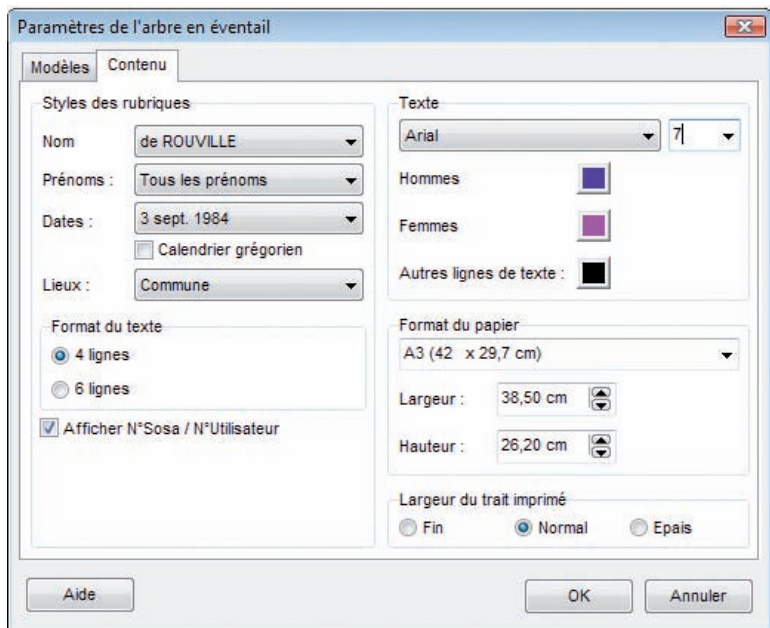 Paramètres de l'arbre en éventail
Modèles
Contenu
Styles des rubriques
Nom
de ROUVILLE
Prénoms :
Tous les prénoms
Dates :
3 sept. 1984
Calendrier grégorien
Lieux :
Commune
Format du texte
4 lignes
6 lignes
Afficher N°Sosa / N°Utilisateur
Texte
Arial
7
Hommes
Femmes
Autres lignes de texte :
Format du papier
A3 (42 x 29,7 cm)
Largeur :
38,50 cm
Hauteur :
26,20 cm
Largeur du trait imprimé
Fin
Normal
Epais
Aide
OK
Annuler